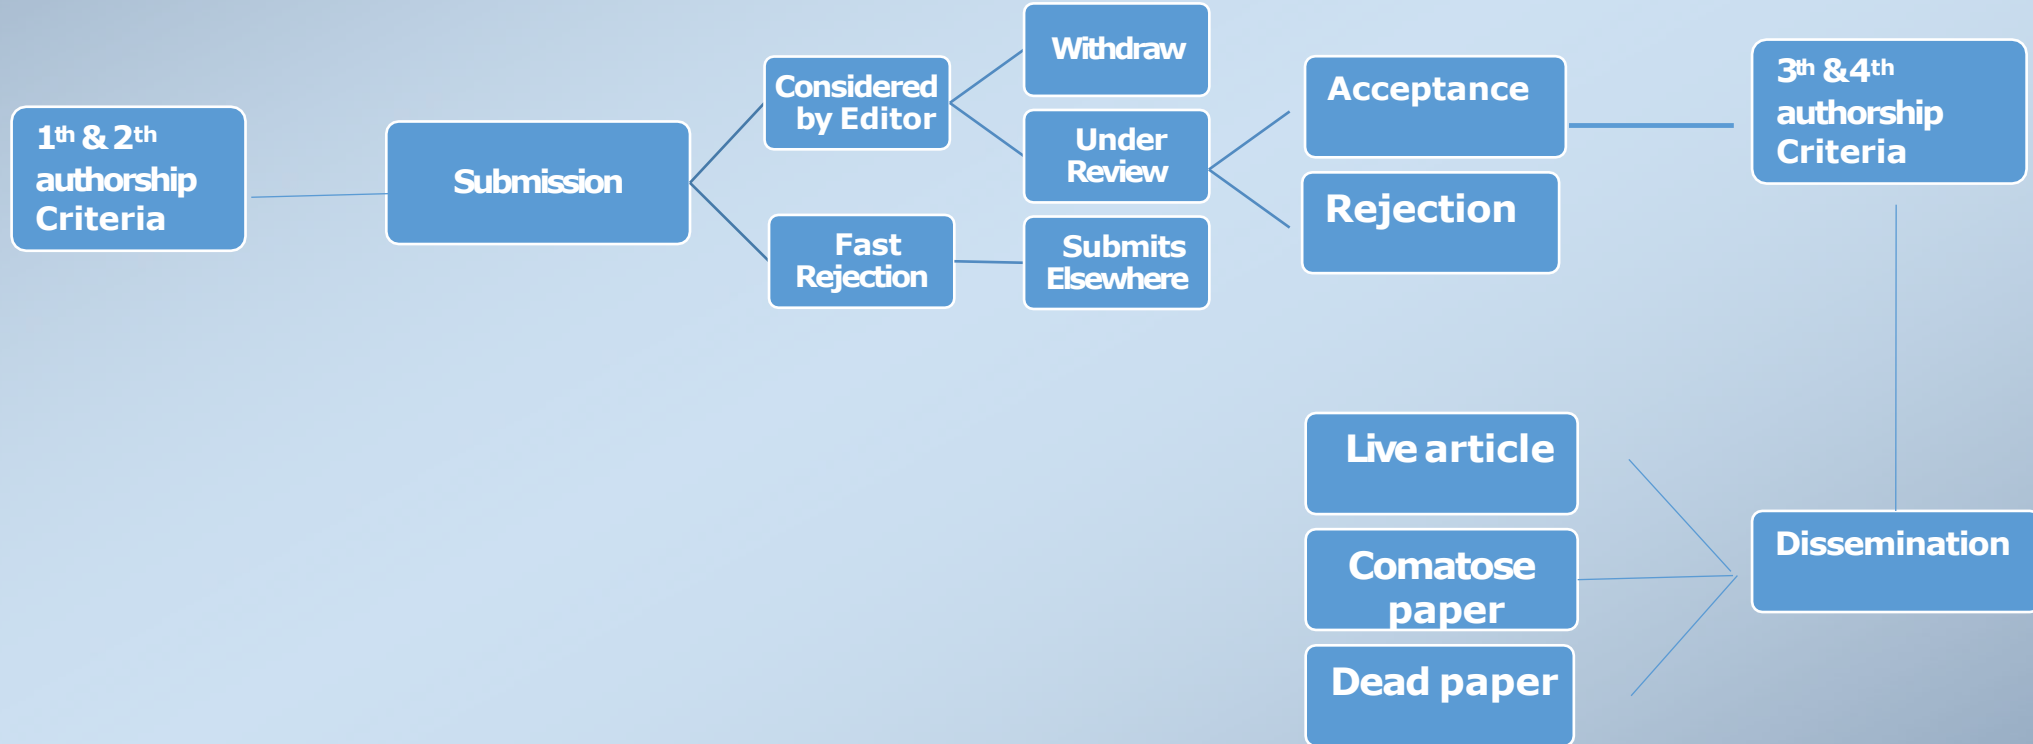 1th & 2th
authorship
Criteria
Submission
Considered
by Editor
Fast
Rejection
Withdraw
Under
Review
Submits
Elsewhere
Acceptance
Rejection
3th & 4th
authorship
Criteria
Dissemination
Live article
Comatose
paper
Dead paper